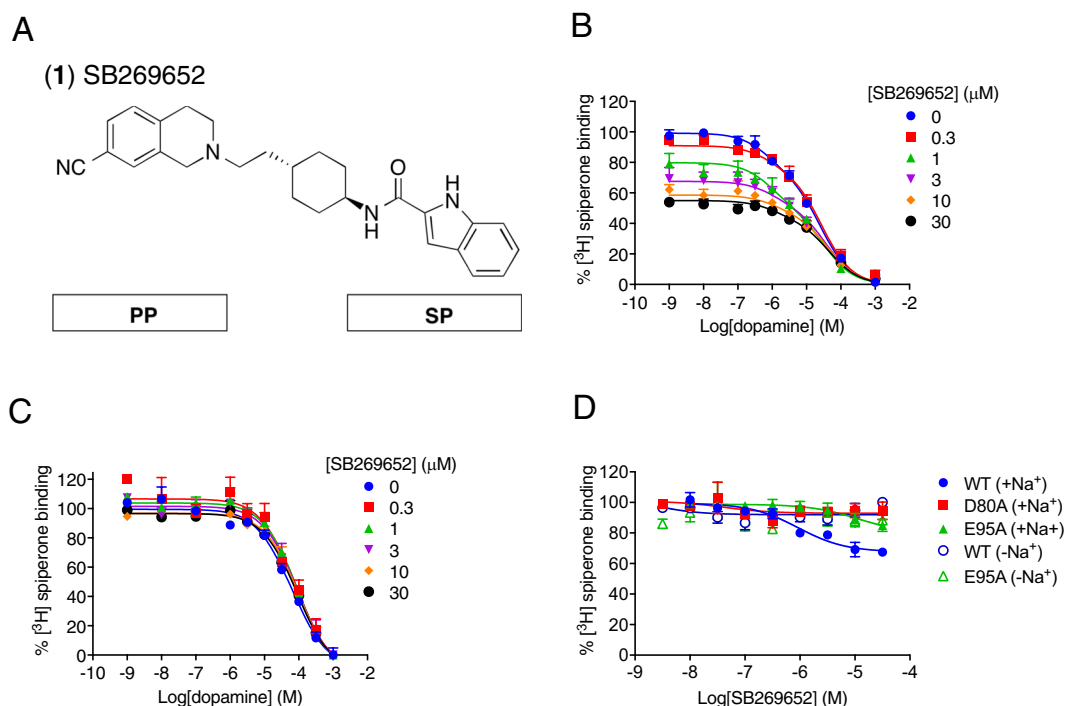 A
(1) SB269652
NC
N
N
H
O
H
N
PP
SP
B
[SB269652] (μM)
0
0.3
1
3
10
30
% [³H] spiperone binding
120
100
80
60
40
20
0
-10 -9 -8 -7 -6 -5 -4 -3 -2
Log[dopamine] (M)
C
[SB269652] (μM)
0
0.3
1
3
10
30
% [³H] spiperone binding
120
100
80
60
40
20
0
-10 -9 -8 -7 -6 -5 -4 -3 -2
Log[dopamine] (M)
D
WT (+Na⁺)
D80A (+Na⁺)
E95A (+Na+)
WT (-Na⁺)
E95A (-Na⁺)
% [³H] spiperone binding
120
100
80
60
40
20
0
-9 -8 -7 -6 -5 -4
Log[SB269652] (M)